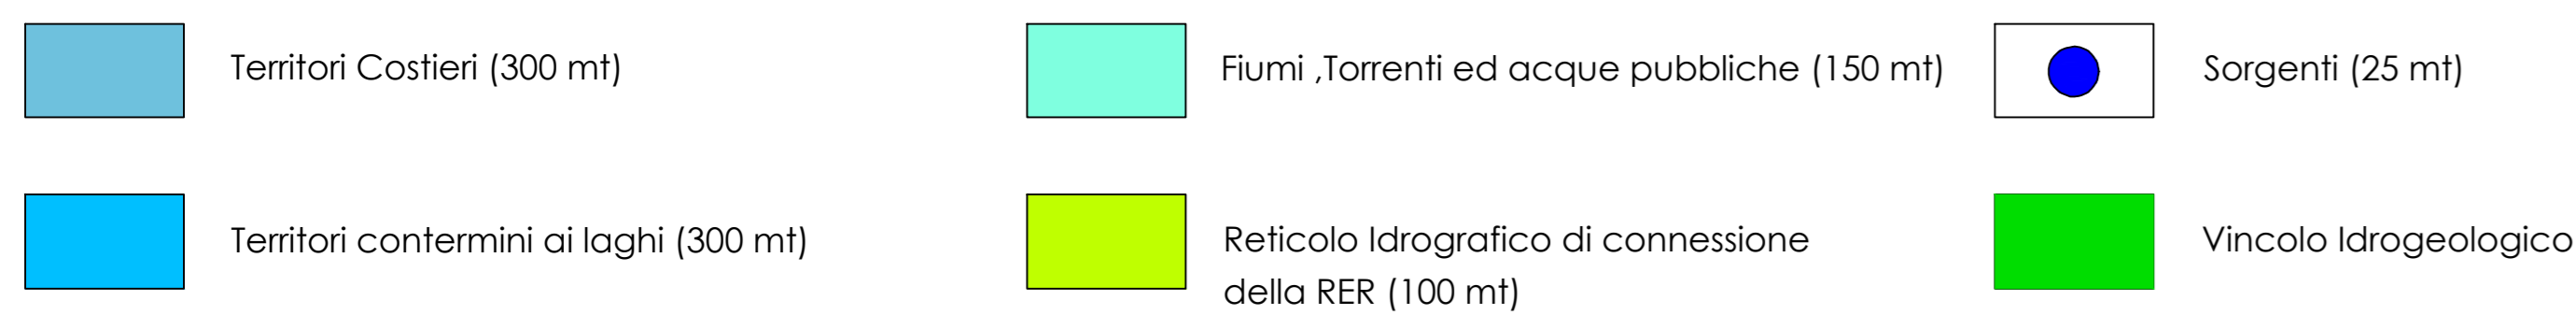 Territori Costieri (300 mt)
Territori contermini ai laghi (300 mt)
Fiumi ,Torrenti ed acque pubbliche (150 mt)
Reticolo Idrografico di connessione
della RER (100 mt)
Sorgenti (25 mt)
Vincolo Idrogeologico